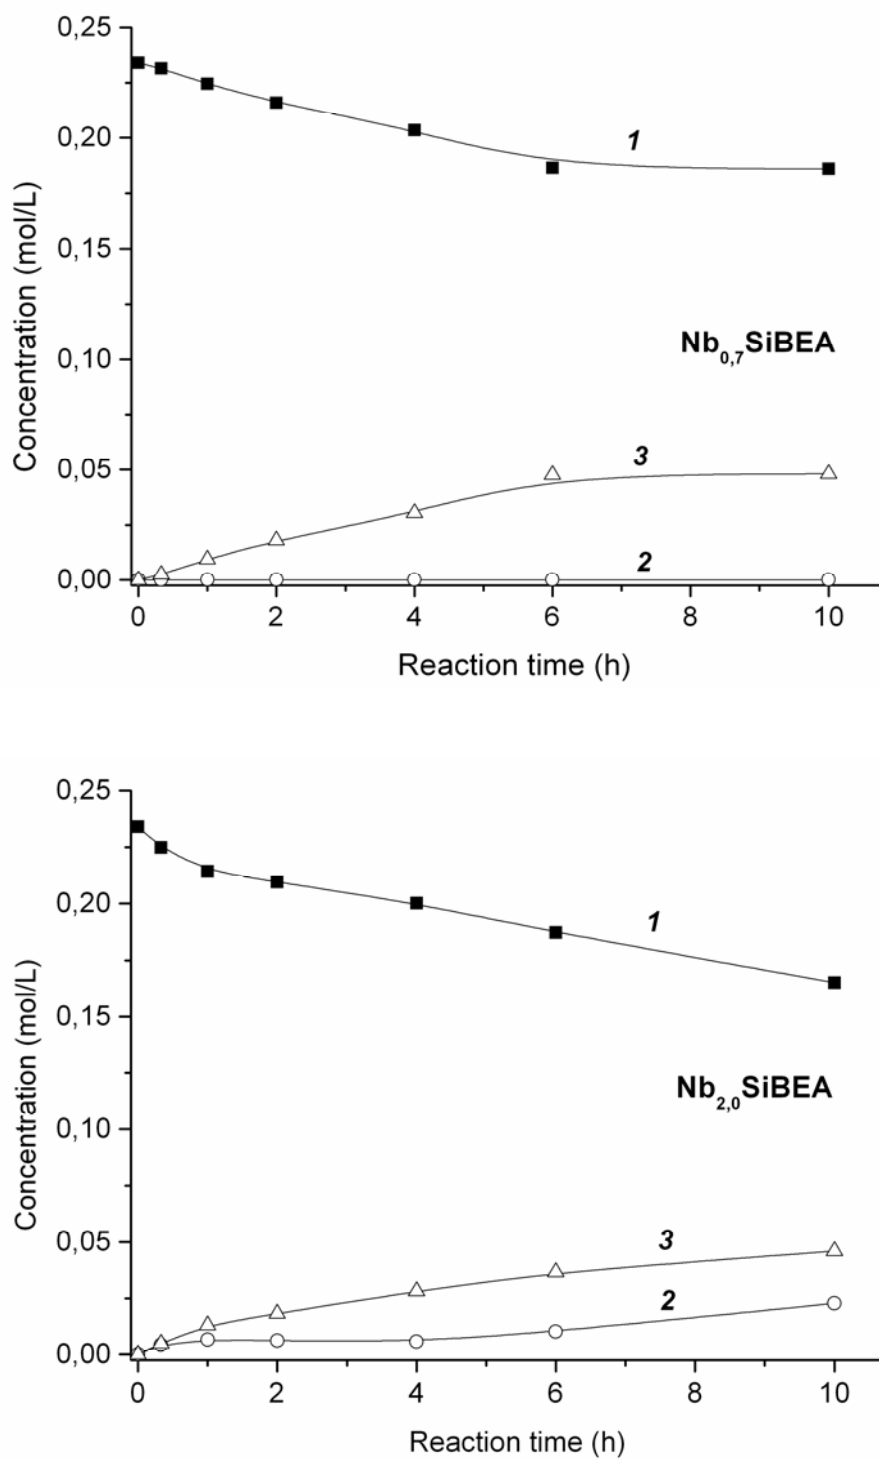 0,25
0,20
0,15
0,10
0,05
0,00
Concentration (mol/L)
1
Nb0,7SiBEA
3
2
0 2 4 6 8 10
Reaction time (h)
0,25
0,20
0,15
0,10
0,05
0,00
Concentration (mol/L)
1
Nb2,0SiBEA
3
2
0 2 4 6 8 10
Reaction time (h)